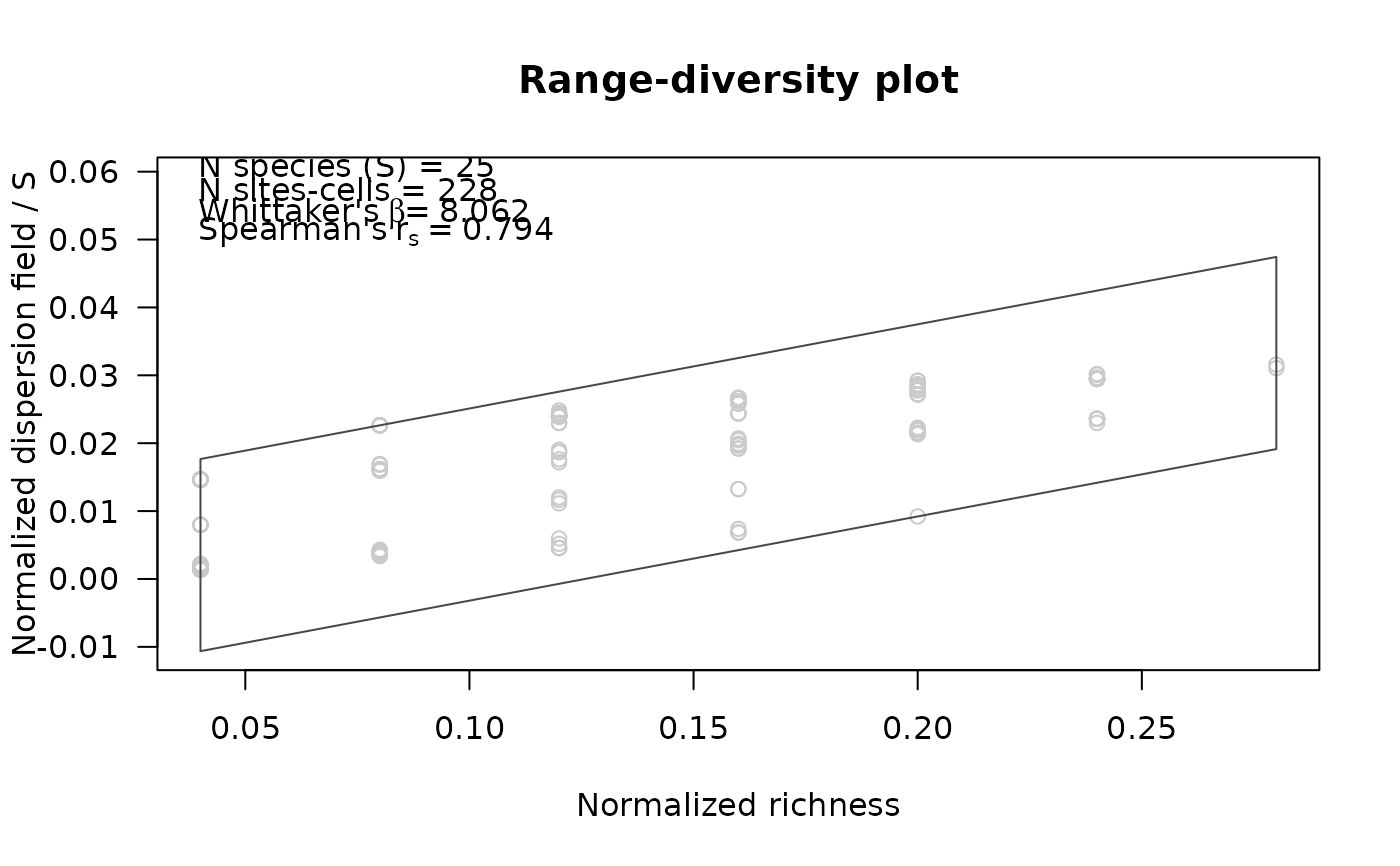 Range-diversity plot
N species (S) = 25
N sites-cells = 228
Whittaker's β= 8.062
Spearman's rs = 0.794
Normalized dispersion field / S
0.06
0.05
0.04
0.03
0.02
0.01
0.00
-0.01
0.05 0.10 0.15 0.20 0.25
Normalized richness